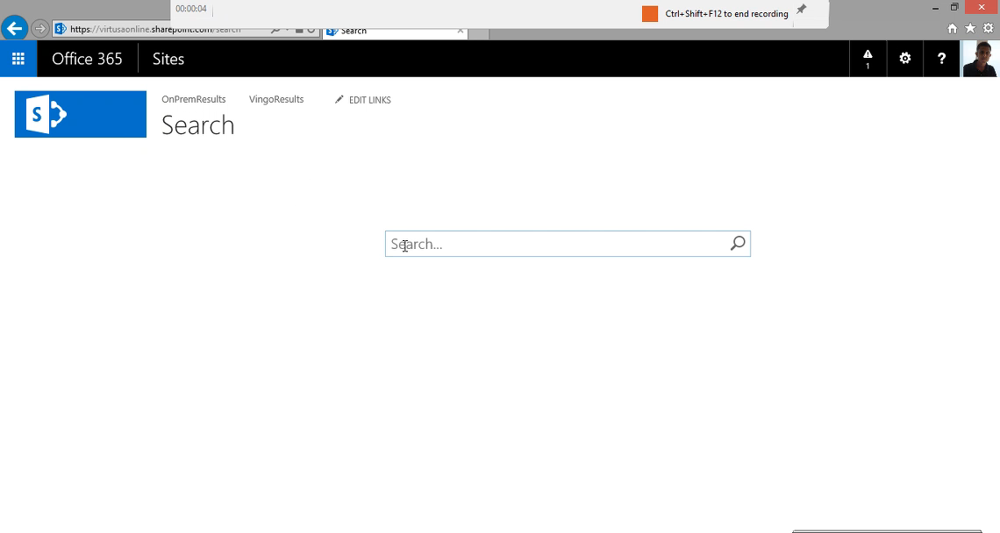 00:00:04
Ctrl+Shift+F12 to end recording
https://virtusaonline.sharepoint.com/search
Search
Office 365 Sites
1
?
S
OnPremResults VingoResults EDIT LINKS
Search
Search...